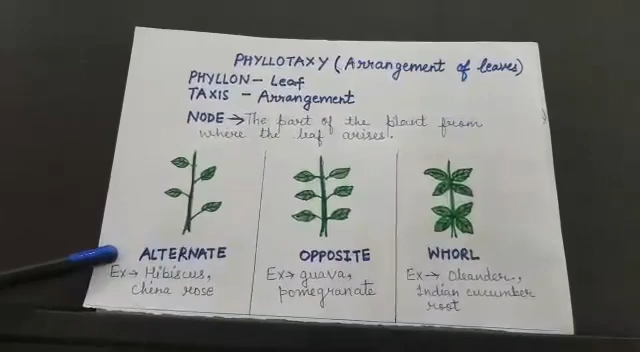 PHYLLOTAXY (Arrangement of leaves)
PHYLLON - Leaf
TAXIS - Arrangement
NODE → The part of the plant from
where the leaf arises.
ALTERNATE
Ex → Hibiscus,
China rose
OPPOSITE
Ex → guava,
pomegranate
WHORL
Ex → Oleander,
Indian cucumber
root